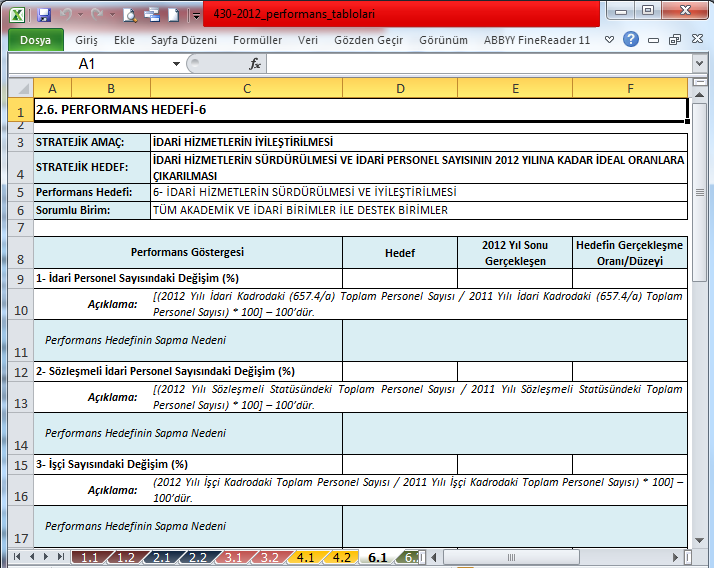 430-2012_performans_tablolari
Dosya Giriş Ekle Sayfa Düzeni Formüller Veri Gözden Geçir Görünüm ABBYY FineReader 11
A1 fx
A B C D E F
1 2.6. PERFORMANS HEDEFİ-6
2
3 STRATEJİK AMAÇ: İDARİ HİZMETLERİN İYİLEŞTİRİLMESİ
4 STRATEJİK HEDEF: İDARİ HİZMETLERİN SÜRDÜRÜLMESİ VE İDARİ PERSONEL SAYISININ 2012 YILINA KADAR İDEAL ORANLARA
ÇIKARILMASI
5 Performans Hedefi: 6- İDARİ HİZMETLERİN SÜRDÜRÜLMESİ VE İYİLEŞTİRİLMESİ
6 Sorumlu Birim: TÜM AKADEMİK VE İDARİ BİRİMLER İLE DESTEK BİRİMLER
7
8 Performans Göstergesi Hedef 2012 Yıl Sonu Hedefin Gerçekleşme
Gerçekleşen Oranı/Düzeyi
9 1- İdari Personel Sayısındaki Değişim (%)
10 Açıklama: [(2012 Yılı İdari Kadrodaki (657.4/a) Toplam Personel Sayısı / 2011 Yılı İdari Kadrodaki (657.4/a) Toplam
Personel Sayısı) * 100] – 100'dür.
11 Performans Hedefinin Sapma Nedeni
12 2- Sözleşmeli İdari Personel Sayısındaki Değişim (%)
13 Açıklama: [(2012 Yılı Sözleşmeli Statüsündeki Toplam Personel Sayısı / 2011 Yılı Sözleşmeli Statüsündeki Toplam
Personel Sayısı) * 100] – 100'dür.
14 Performans Hedefinin Sapma Nedeni
15 3- İşçi Sayısındaki Değişim (%)
16 Açıklama: (2012 Yılı İşçi Kadrodaki Toplam Personel Sayısı / 2011 Yılı İşçi Kadrodaki Toplam Personel Sayısı) * 100] –
100'dür.
17 Performans Hedefinin Sapma Nedeni
1.1 1.2 2.1 2.2 3.1 3.2 4.1 4.2 6.1 6.